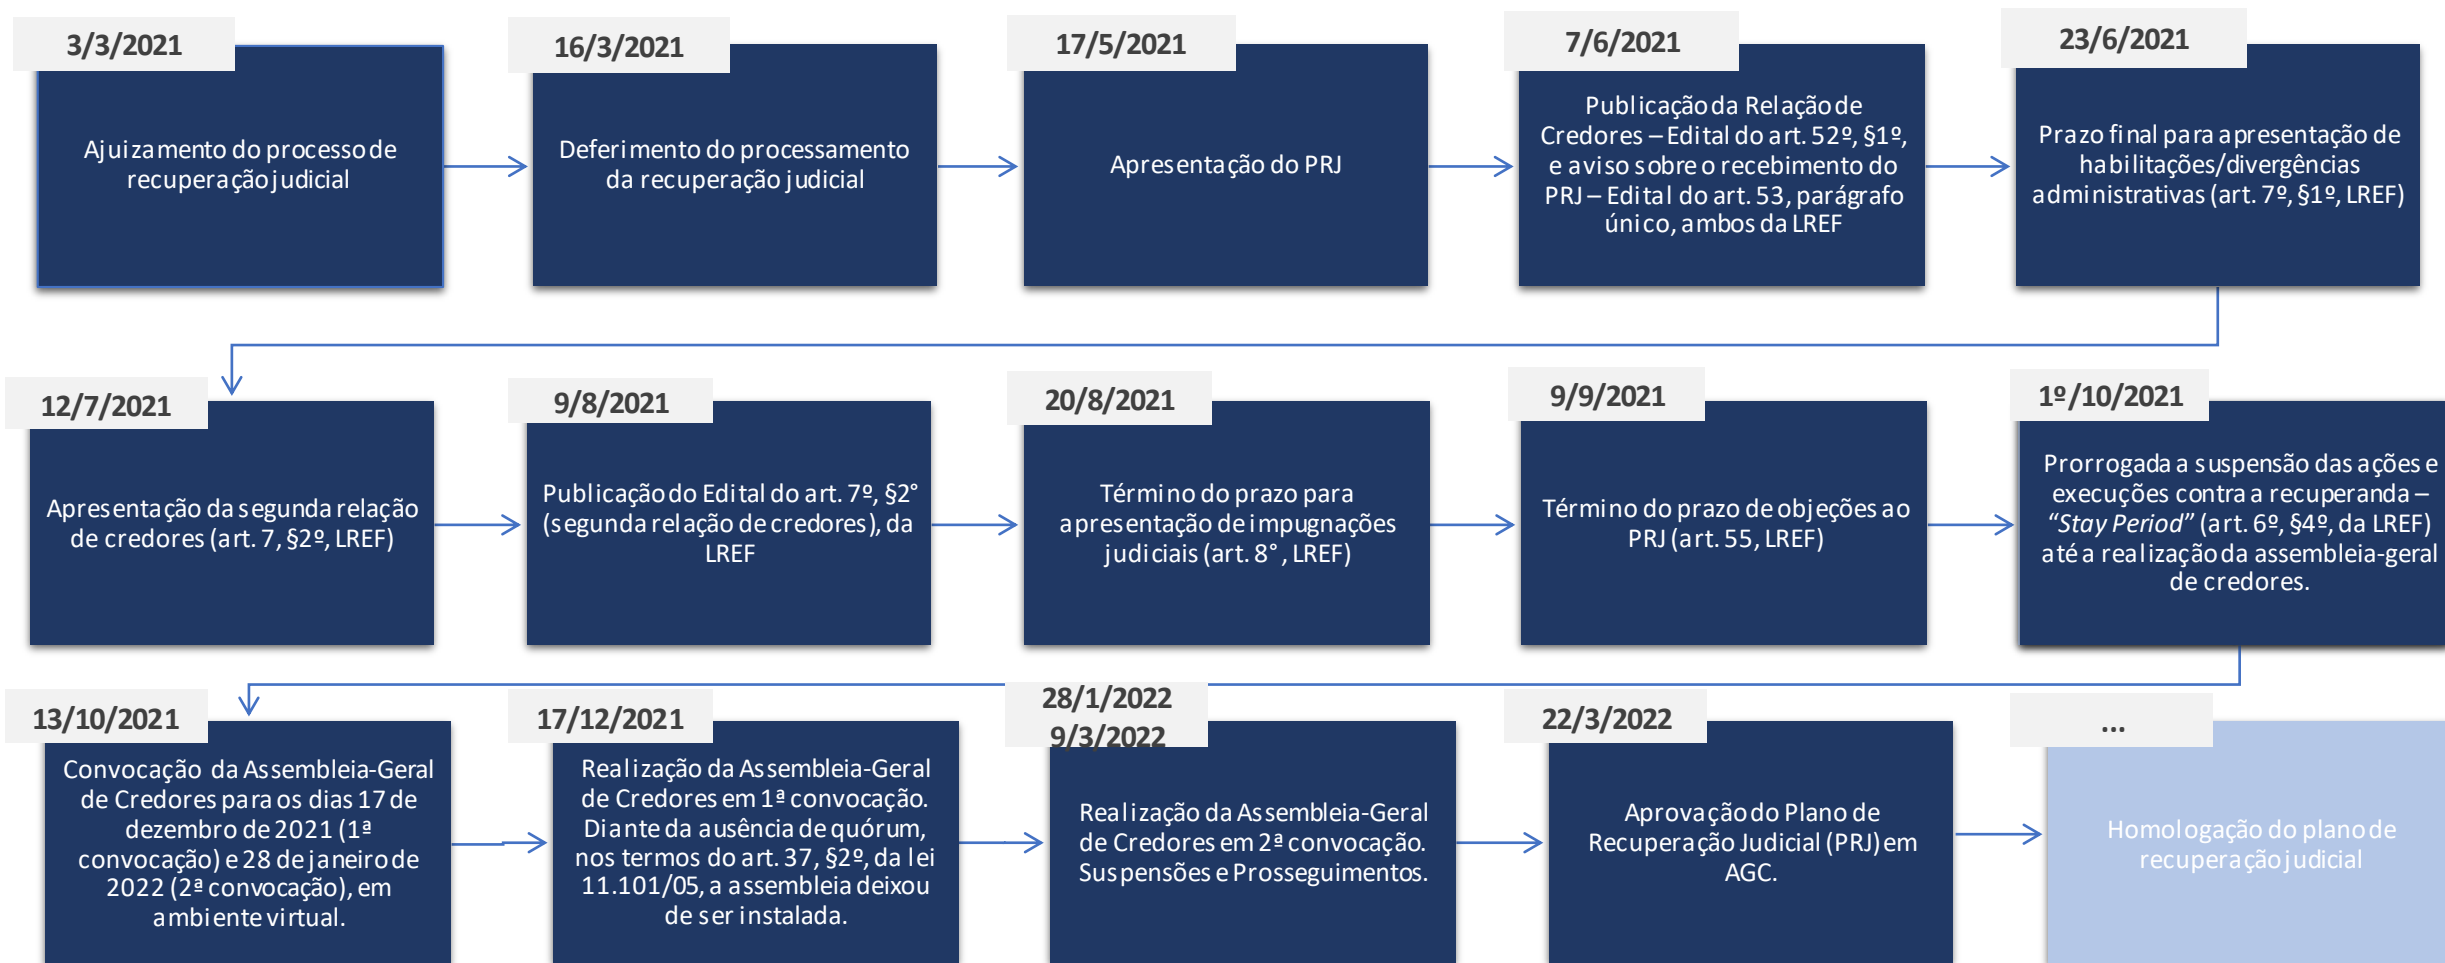 3/3/2021
Ajuizamento do processo de
recuperação judicial
16/3/2021
Deferimento do processamento
da recuperação judicial
17/5/2021
Apresentação do PRJ
7/6/2021
Publicação da Relação de
Credores – Edital do art. 52º, §1º,
e aviso sobre o recebimento do
PRJ – Edital do art. 53, parágrafo
único, ambos da LREF
23/6/2021
Prazo final para apresentação de
habilitações/divergências
administrativas (art. 7º, §1º, LREF)
12/7/2021
Apresentação da segunda relação
de credores (art. 7, §2º, LREF)
9/8/2021
Publicação do Edital do art. 7º, §2°
(segunda relação de credores), da
LREF
20/8/2021
Término do prazo para
apresentação de impugnações
judiciais (art. 8°, LREF)
9/9/2021
Término do prazo de objeções ao
PRJ (art. 55, LREF)
1º/10/2021
Prorrogada a suspensão das ações e
execuções contra a recuperanda –
“Stay Period” (art. 6º, §4º, da LREF)
até a realização da assembleia-geral
de credores.
13/10/2021
Convocação da Assembleia-Geral
de Credores para os dias 17 de
dezembro de 2021 (1ª
convocação) e 28 de janeiro de
2022 (2ª convocação), em
ambiente virtual.
17/12/2021
Realização da Assembleia-Geral
de Credores em 1ª convocação.
Diante da ausência de quórum,
nos termos do art. 37, §2º, da lei
11.101/05, a assembleia deixou
de ser instalada.
28/1/2022
9/3/2022
Realização da Assembleia-Geral
de Credores em 2ª convocação.
Suspensões e Prosseguimentos.
22/3/2022
Aprovação do Plano de
Recuperação Judicial (PRJ) em
AGC.
...
Homologação do plano de
recuperação judicial